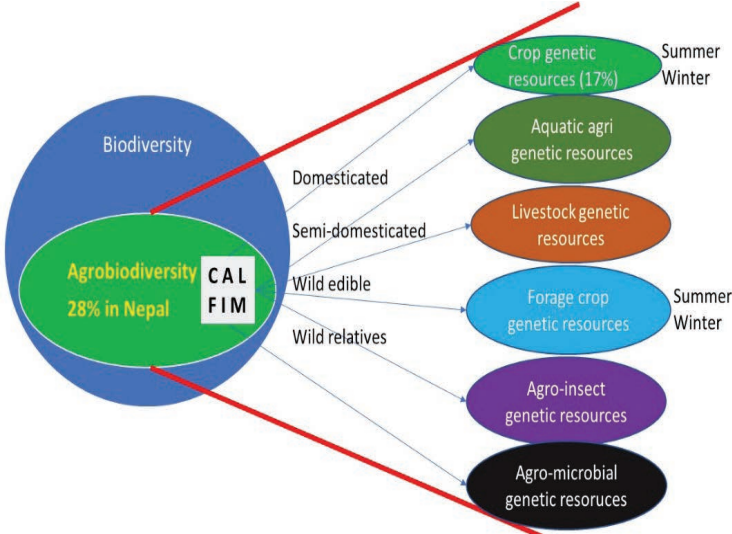 Biodiversity
Agrobiodiversity
28% in Nepal
C A L
F I M
Domesticated
Semi-domesticated
Wild edible
Wild relatives
Crop genetic
resources (17%)
Summer
Winter
Aquatic agri
genetic resources
Livestock genetic
resources
Forage crop
genetic resources
Summer
Winter
Agro-insect
genetic resources
Agro-microbial
genetic resoruces